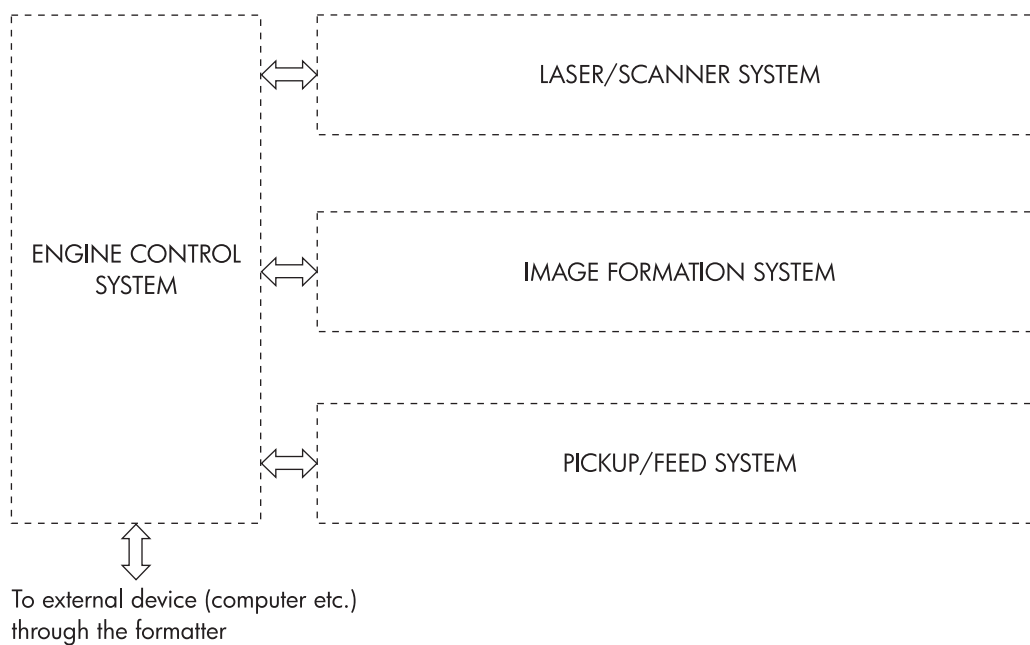 LASER/SCANNER SYSTEM
ENGINE CONTROL
SYSTEM
IMAGE FORMATION SYSTEM
PICKUP/FEED SYSTEM
To external device (computer etc.)
through the formatter